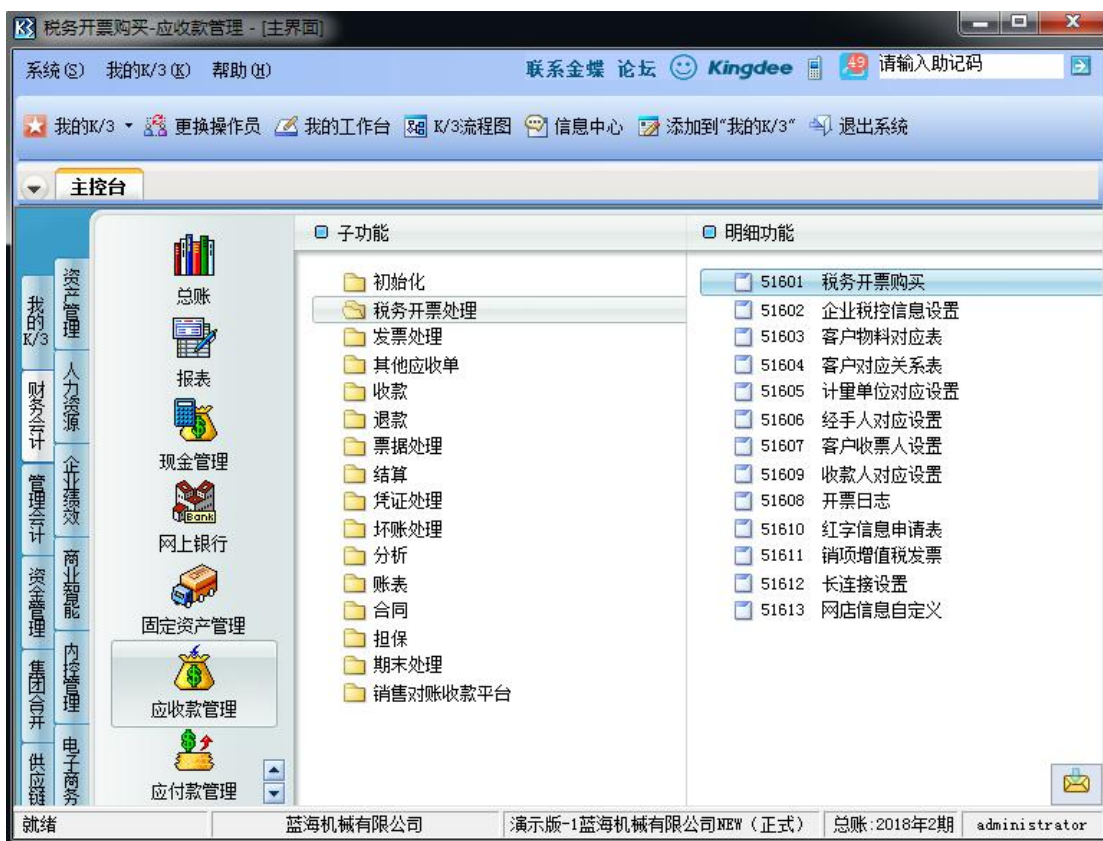 税务开票购买-应收款管理 - [主界面]
系统(S) 我的K/3(K) 帮助(H) 联系金蝶 论坛 Kingdee 49 请输入助记码
我的K/3 更换操作员 我的工作台 K/3流程图 信息中心 添加到"我的K/3" 退出系统
主控台
我的K/3
财务会计
管理会计
资金管理
集团合并
供应链
资产管理
人力资源
企业绩效
商业智能
内控管理
电子商务
总账
报表
现金管理
Bank
网上银行
固定资产管理
应收款管理
应付款管理
子功能
初始化
税务开票处理
发票处理
其他应收单
收款
退款
票据处理
结算
凭证处理
坏账处理
分析
账表
合同
担保
期末处理
销售对账收款平台
明细功能
51601 税务开票购买
51602 企业税控信息设置
51603 客户物料对应表
51604 客户对应关系表
51605 计量单位对应设置
51606 经手人对应设置
51607 客户收票人设置
51609 收款人对应设置
51608 开票日志
51610 红字信息申请表
51611 销项增值税发票
51612 长连接设置
51613 网店信息自定义
就绪 蓝海机械有限公司 演示版-1蓝海机械有限公司NEW（正式） 总账:2018年2期 administrator